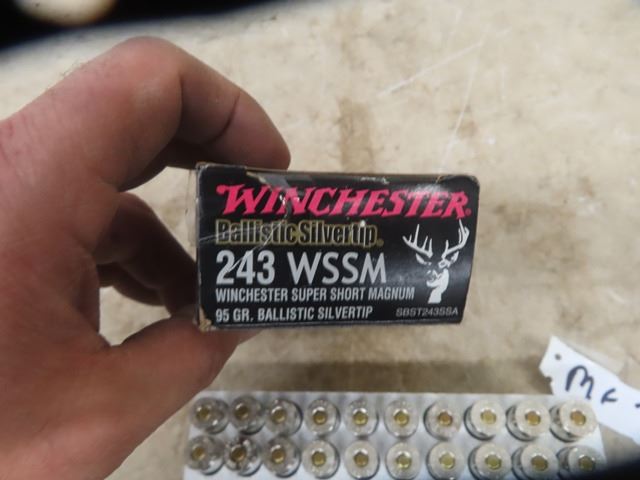 WINCHESTER®
Ballistic Silvertip®
243 WSSM
WINCHESTER SUPER SHORT MAGNUM
95 GR. BALLISTIC SILVERTIP SBST243SSA